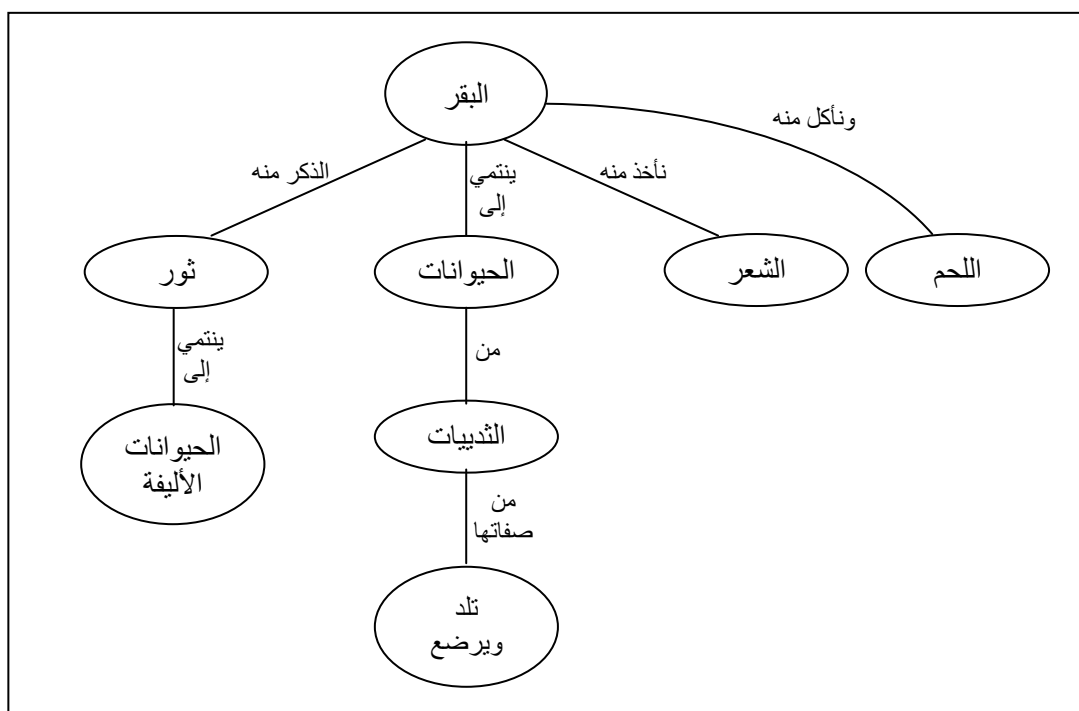 البقر
ونأكل منه
نأخذ منه
ينتمي
إلى
الذكر منه
اللحم
الشعر
الحيوانات
ثور
من
ينتمي
إلى
الثدييات
الحيوانات
الأليفة
من
صفاتها
تلد
ويرضع